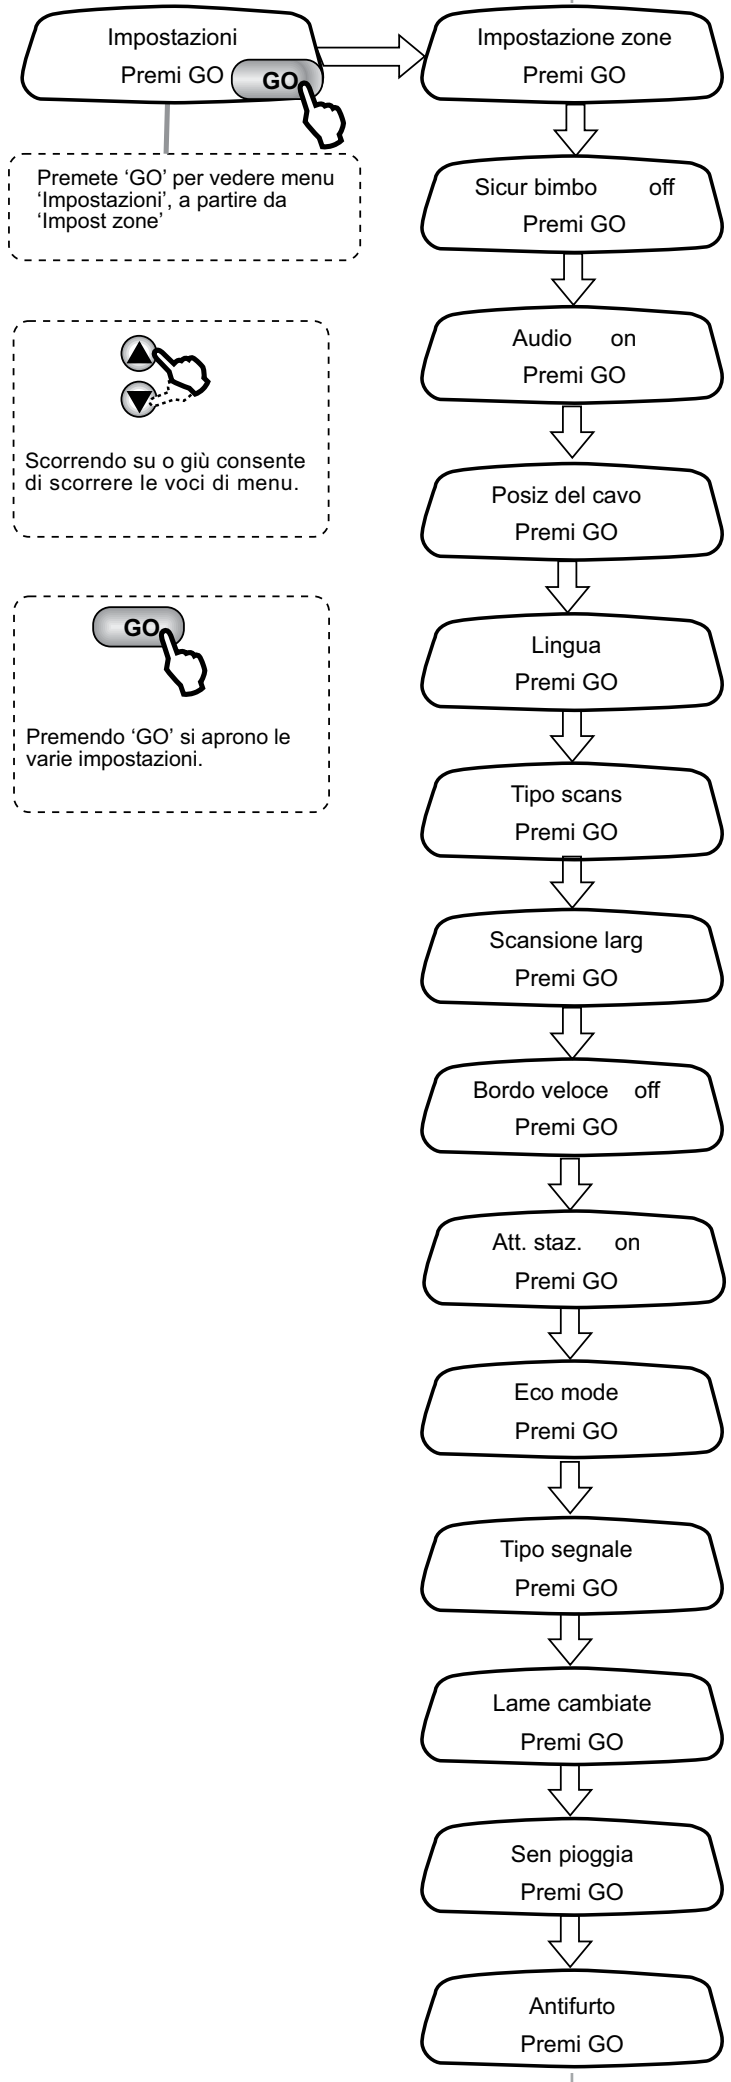 Impostazioni
Premi GO
GO
Premete ‘GO’ per vedere menu
‘Impostazioni’, a partire da
‘Impost zone’
Scorrendo su o giù consente
di scorrere le voci di menu.
GO
Premendo ‘GO’ si aprono le
varie impostazioni.
Impostazione zone
Premi GO
Sicur bimbo off
Premi GO
Audio on
Premi GO
Posiz del cavo
Premi GO
Lingua
Premi GO
Tipo scans
Premi GO
Scansione larg
Premi GO
Bordo veloce off
Premi GO
Att. staz. on
Premi GO
Eco mode
Premi GO
Tipo segnale
Premi GO
Lame cambiate
Premi GO
Sen pioggia
Premi GO
Antifurto
Premi GO